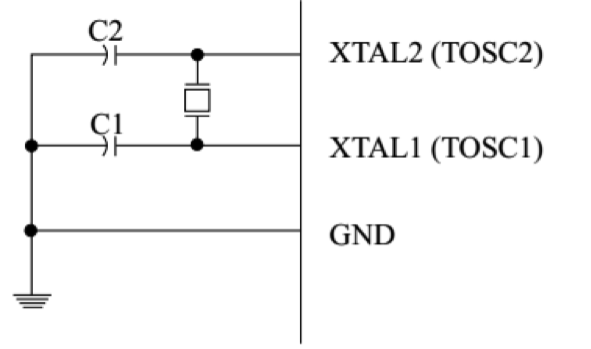 C2
XTAL2 (TOSC2)
C1
XTAL1 (TOSC1)
GND